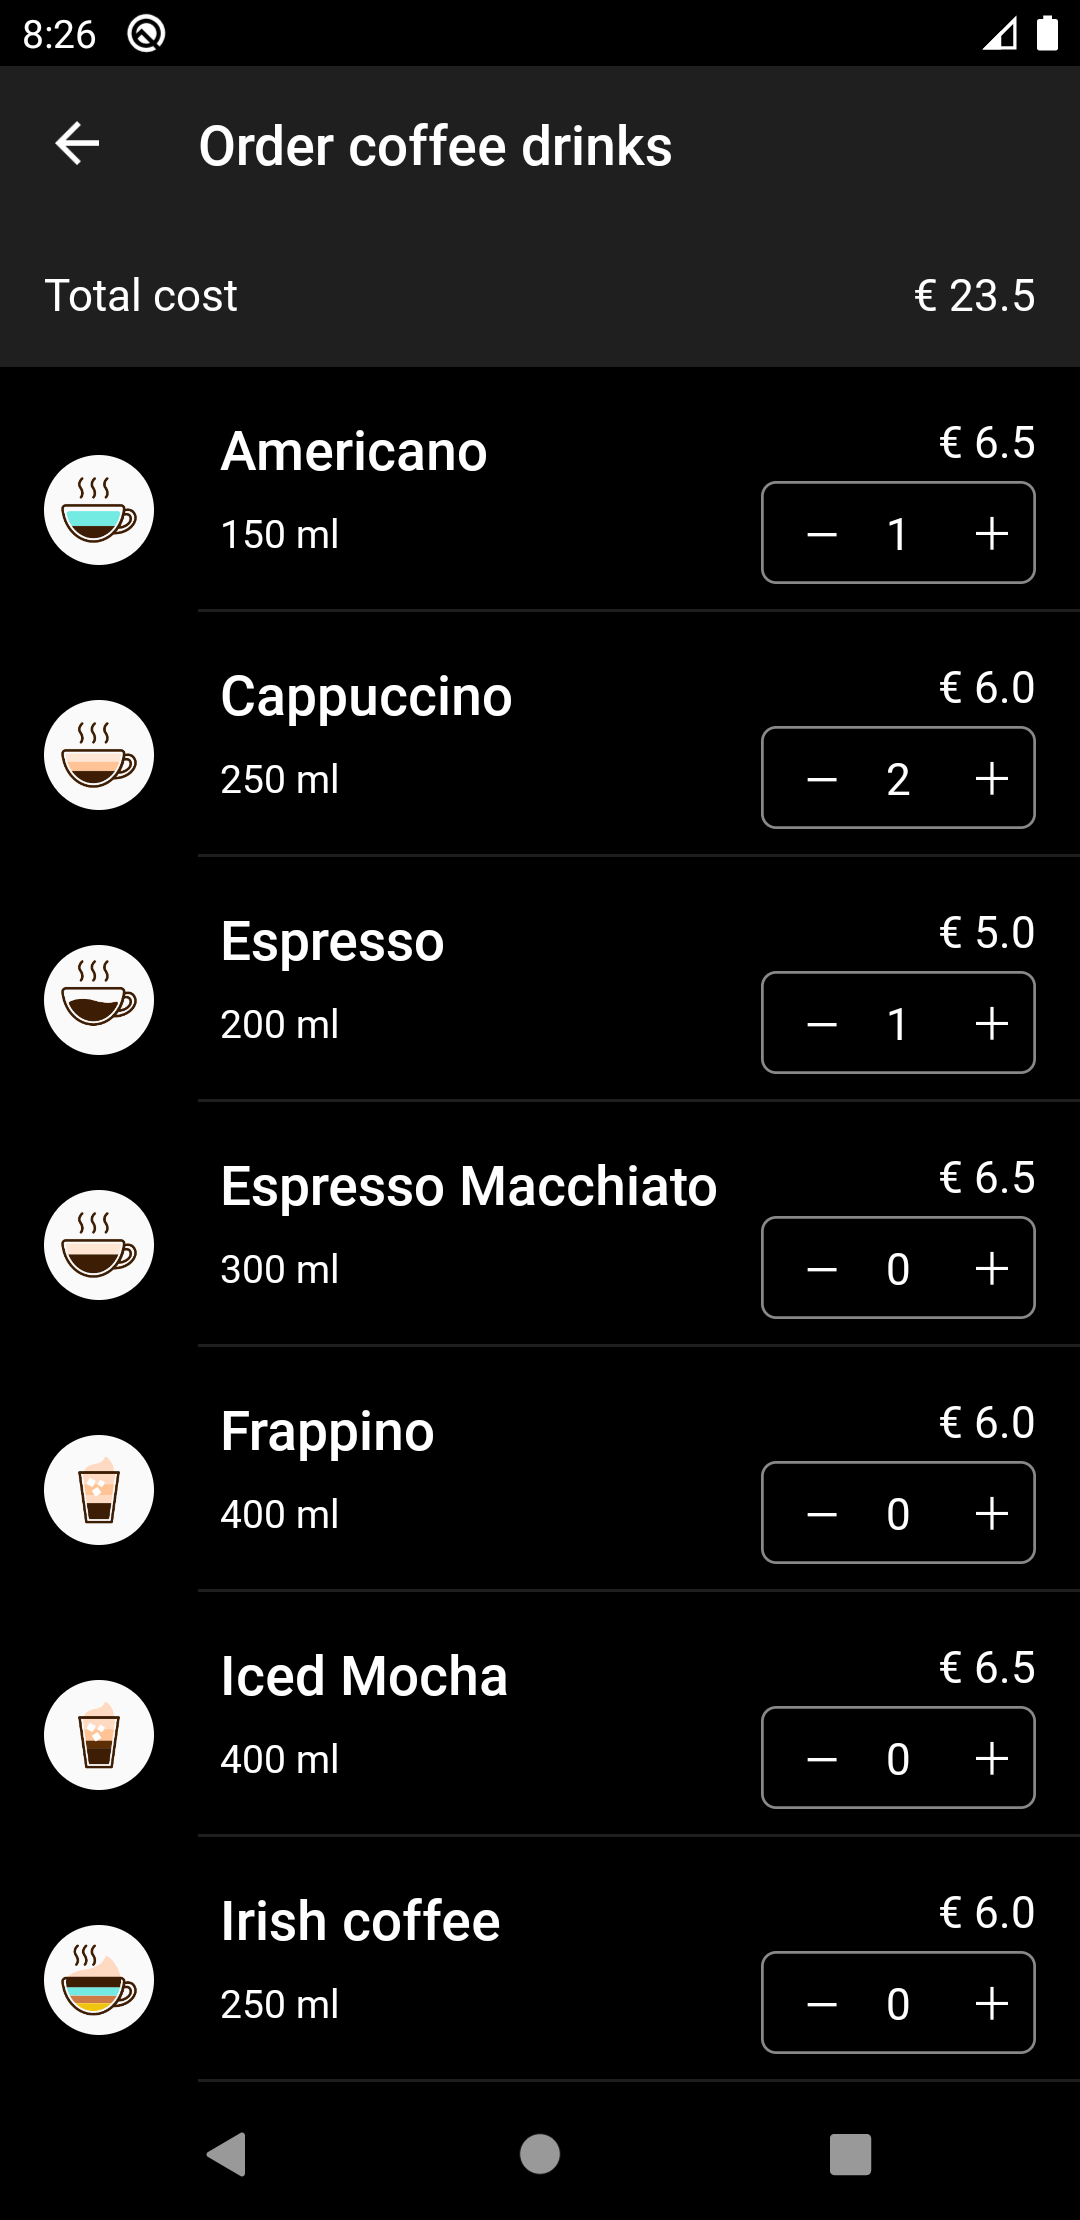 8:26
Order coffee drinks
Total cost € 23.5
Americano € 6.5
150 ml − 1 +
Cappuccino € 6.0
250 ml − 2 +
Espresso € 5.0
200 ml − 1 +
Espresso Macchiato € 6.5
300 ml − 0 +
Frappino € 6.0
400 ml − 0 +
Iced Mocha € 6.5
400 ml − 0 +
Irish coffee € 6.0
250 ml − 0 +